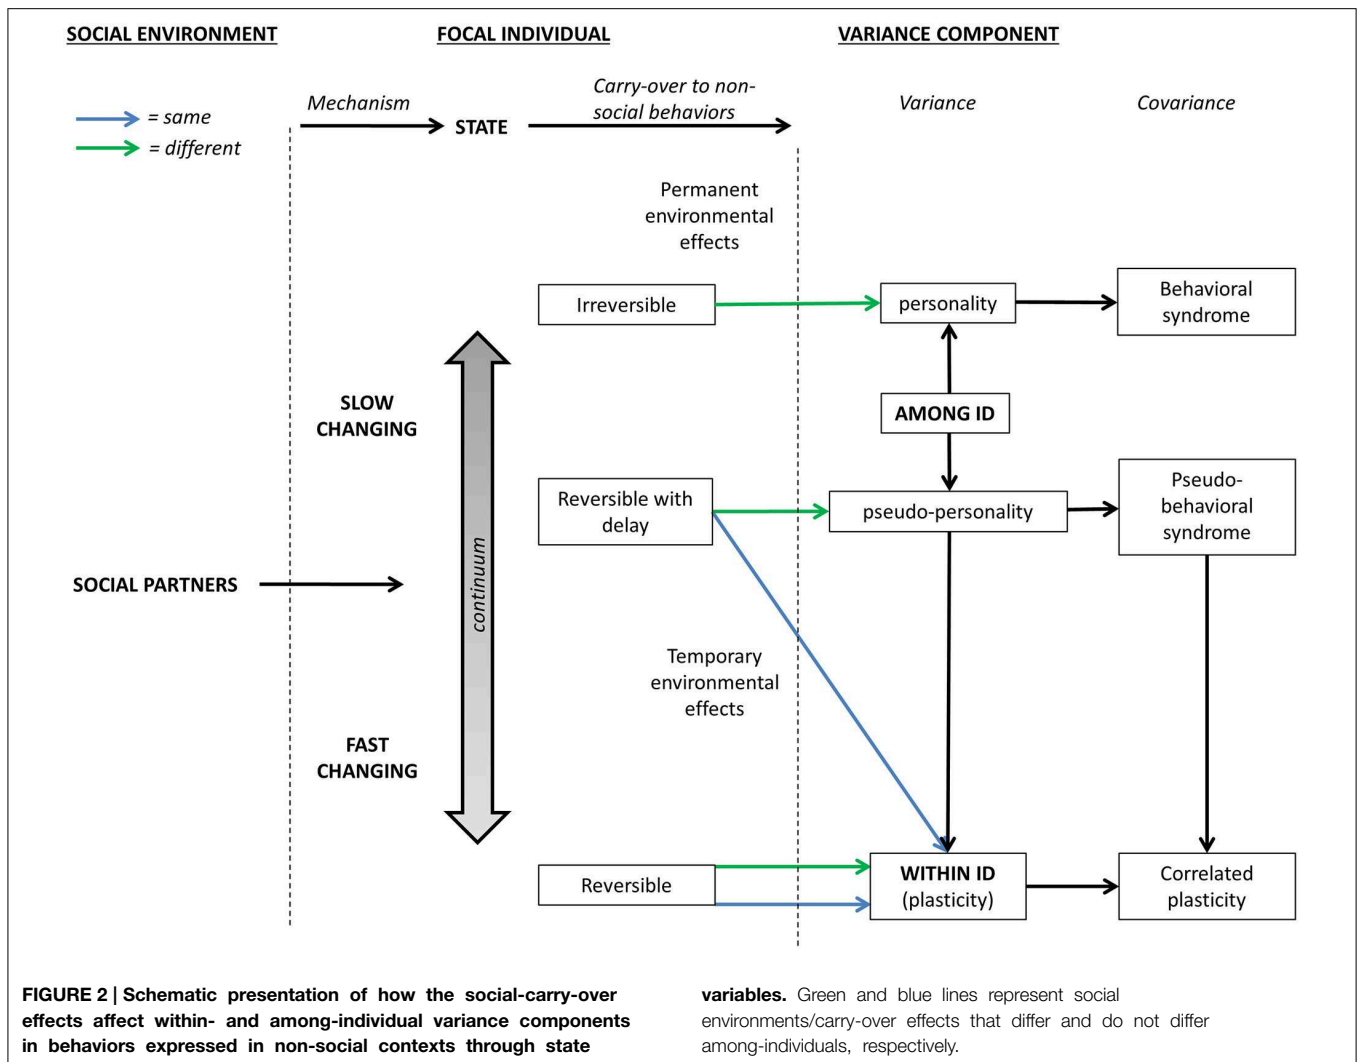 SOCIAL ENVIRONMENT
FOCAL INDIVIDUAL
VARIANCE COMPONENT
= same
= different
Mechanism
STATE
Carry-over to non-
social behaviors
Variance
Covariance
Permanent
environmental
effects
Irreversible
personality
Behavioral
syndrome
SLOW
CHANGING
AMONG ID
Reversible with
delay
pseudo-personality
Pseudo-
behavioral
syndrome
SOCIAL PARTNERS
continuum
Temporary
environmental
effects
FAST
CHANGING
Reversible
WITHIN ID
(plasticity)
Correlated
plasticity
FIGURE 2 | Schematic presentation of how the social-carry-over
effects affect within- and among-individual variance components
in behaviors expressed in non-social contexts through state
variables. Green and blue lines represent social
environments/carry-over effects that differ and do not differ
among-individuals, respectively.